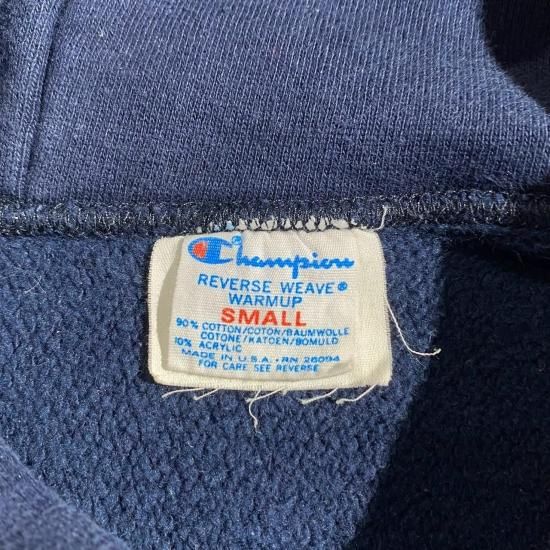 Champion
REVERSE WEAVE®
WARMUP
SMALL
90% COTTON/COTON/BAUMWOLLE
COTONE/KATOEN/BOMULD
10% ACRYLIC
MADE IN U.S.A. RN 26094
FOR CARE SEE REVERSE